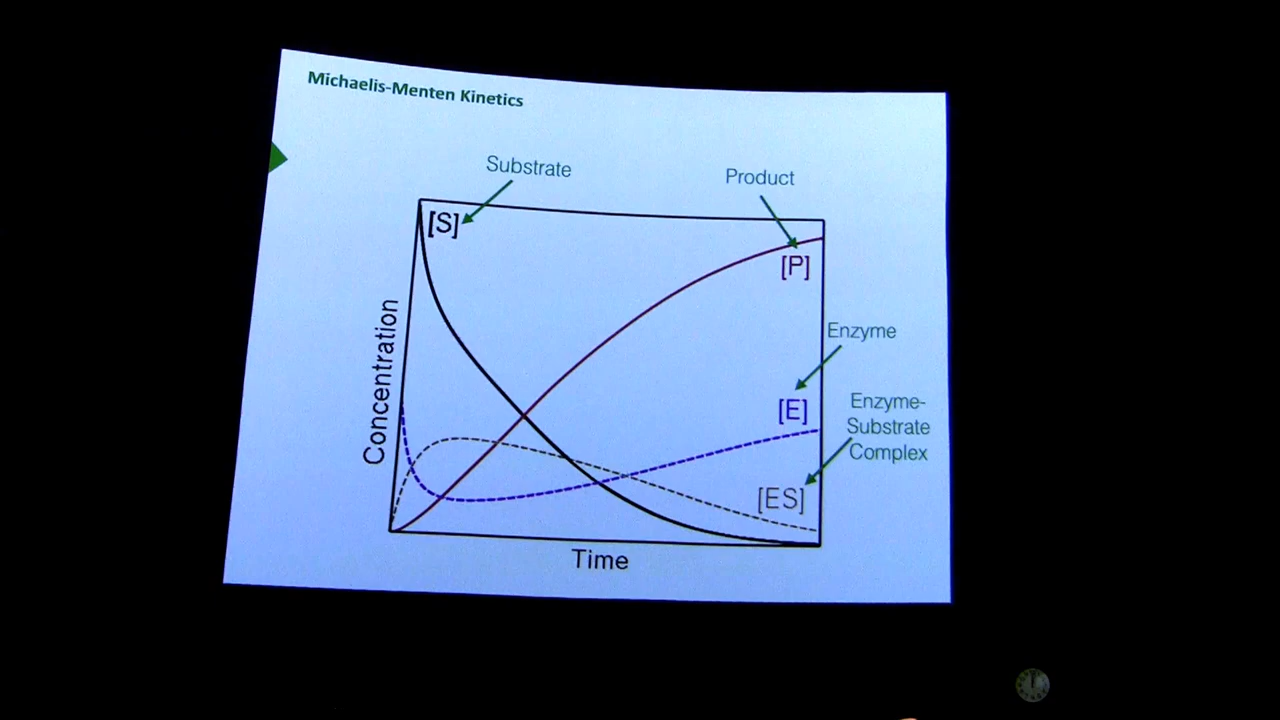 Michaelis-Menten Kinetics
Substrate
Product
[S]
[P]
Enzyme
[E]
Enzyme-
Substrate
Complex
[ES]
Concentration
Time